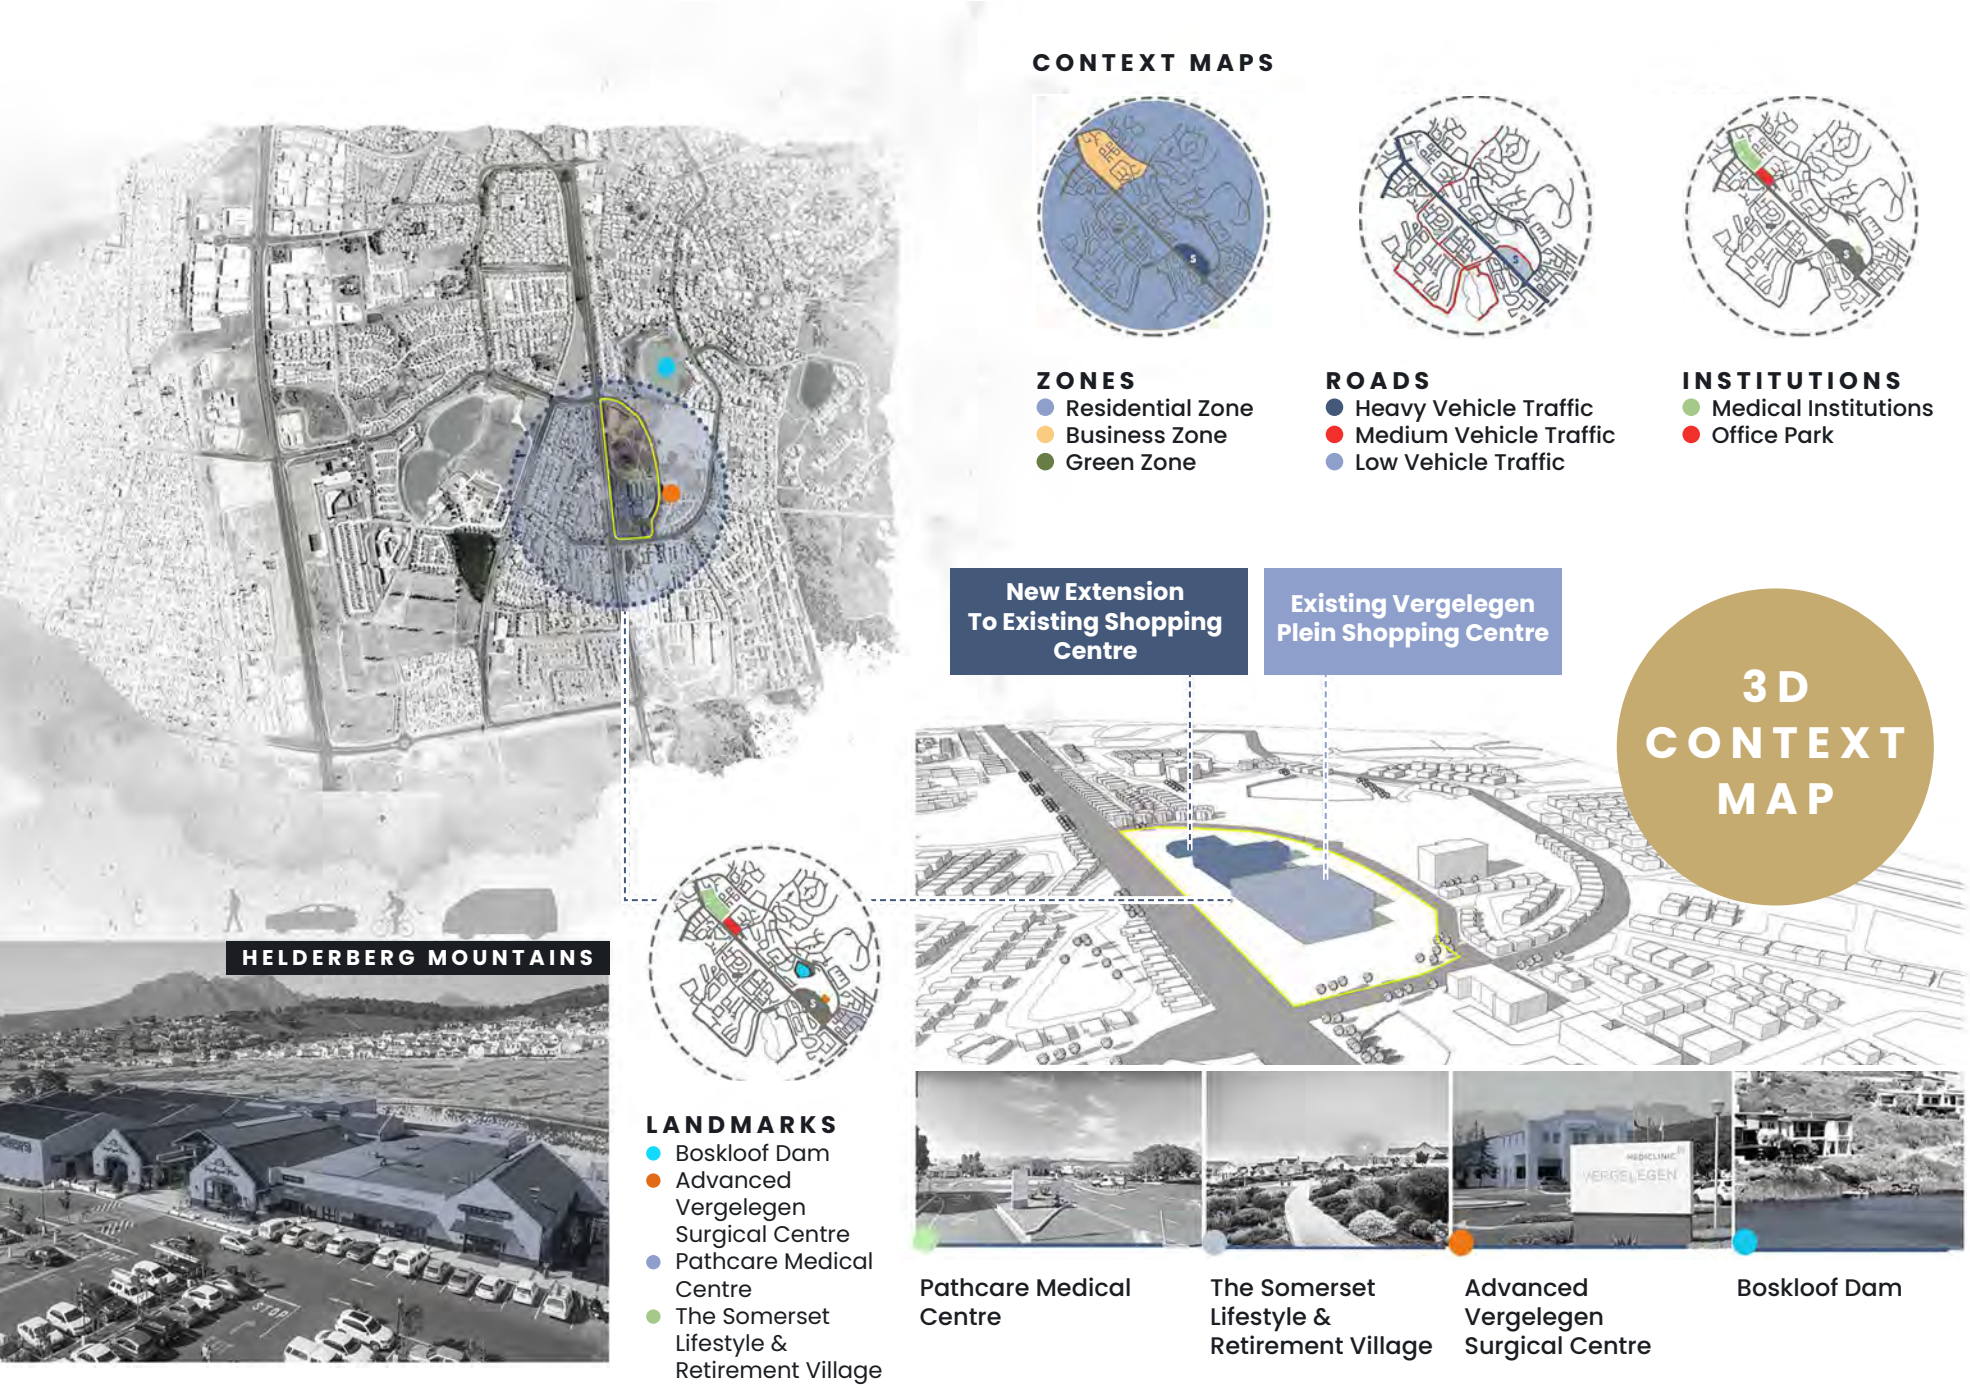 CONTEXT MAPS
S
S
S
ZONES
Residential Zone
Business Zone
Green Zone
ROADS
Heavy Vehicle Traffic
Medium Vehicle Traffic
Low Vehicle Traffic
INSTITUTIONS
Medical Institutions
Office Park
New Extension
To Existing Shopping
Centre
Existing Vergelegen
Plein Shopping Centre
3D
CONTEXT
MAP
HELDERBERG MOUNTAINS
STOP
S
LANDMARKS
Boskloof Dam
Advanced
Vergelegen
Surgical Centre
Pathcare Medical
Centre
The Somerset
Lifestyle &
Retirement Village
MEDICLINIC
VERGELEGEN
Pathcare Medical
Centre
The Somerset
Lifestyle &
Retirement Village
Advanced
Vergelegen
Surgical Centre
Boskloof Dam